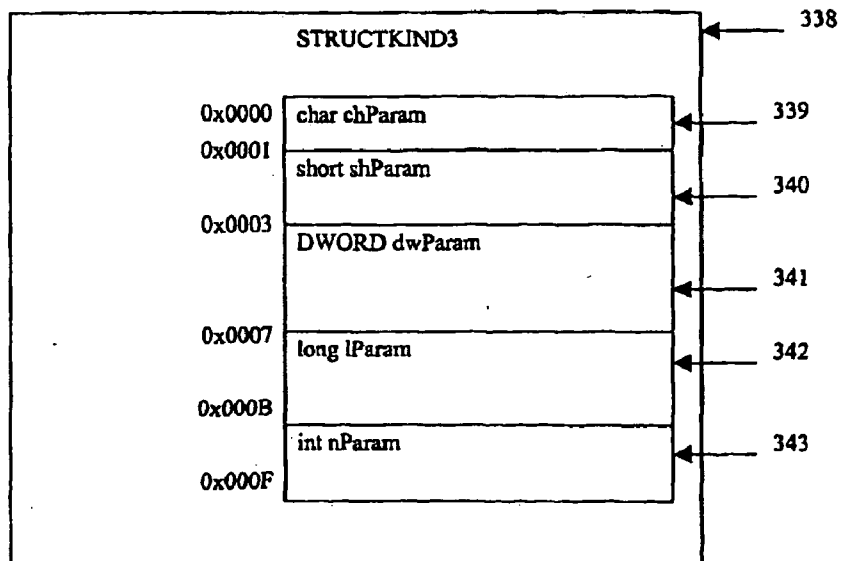 338
STRUCTKIND3
0x0000 char chParam 339
0x0001
short shParam 340
0x0003
DWORD dwParam
341
0x0007
long lParam 342
0x000B
int nParam 343
0x000F